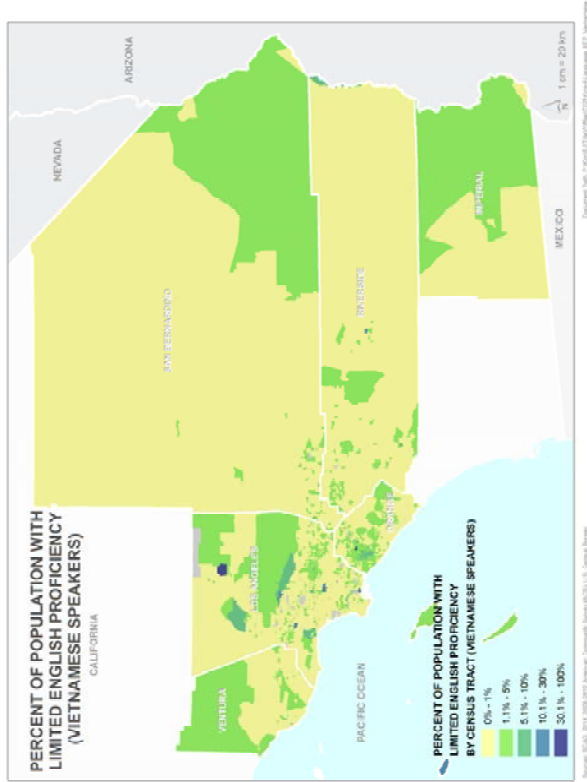 PERCENT OF POPULATION WITH
LIMITED ENGLISH PROFICIENCY
(VIETNAMESE SPEAKERS)
CALIFORNIA
NEVADA
ARIZONA
SAN BERNARDINO
LOS ANGELES
VENTURA
ORANGE
RIVERSIDE
IMPERIAL
PACIFIC OCEAN
MEXICO
PERCENT OF POPULATION WITH
LIMITED ENGLISH PROFICIENCY
BY CENSUS TRACT (VIETNAMESE SPEAKERS)
0% - 1%
1.1% - 5%
5.1% - 10%
10.1% - 30%
30.1% - 100%
N
1 cm = 20 km